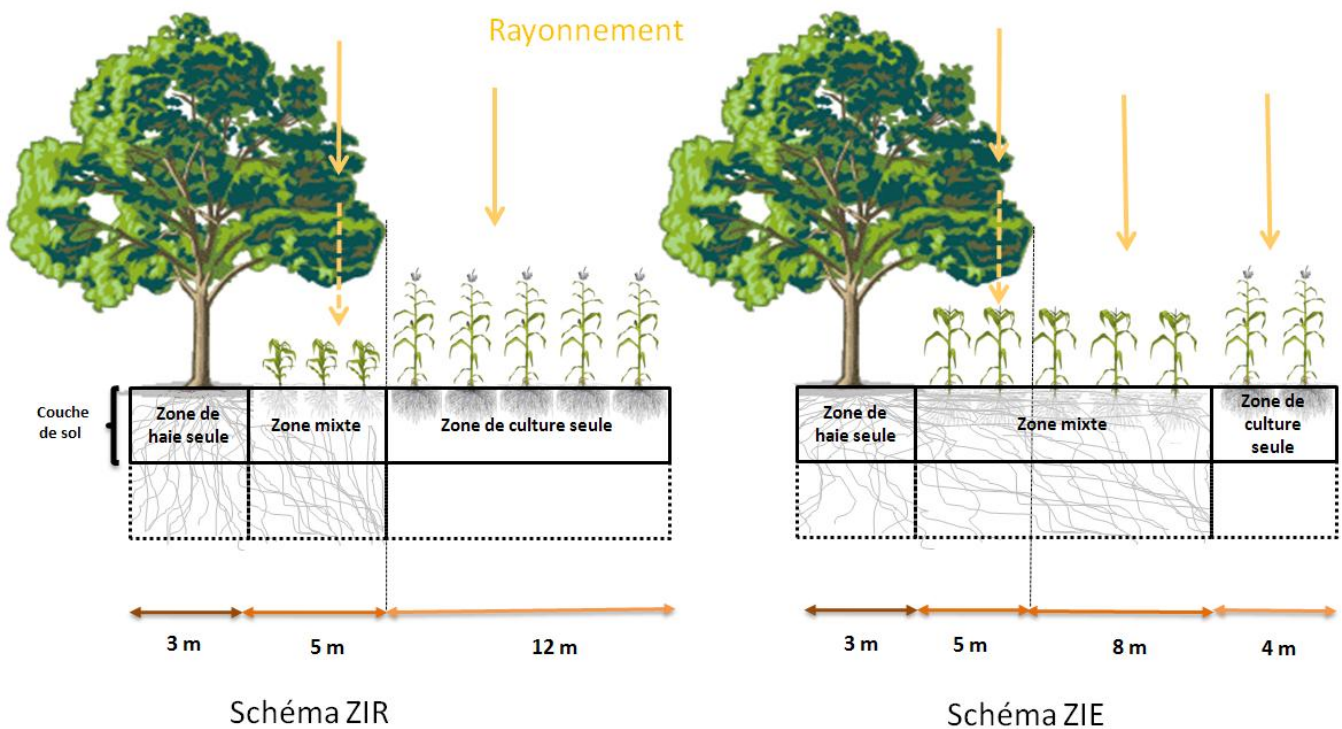 Rayonnement
Couche
de sol
Zone de
haie seule
Zone mixte
Zone de culture seule
Zone de
haie seule
Zone mixte
Zone de
culture
seule
3 m
5 m
12 m
3 m
5 m
8 m
4 m
Schéma ZIR
Schéma ZIE